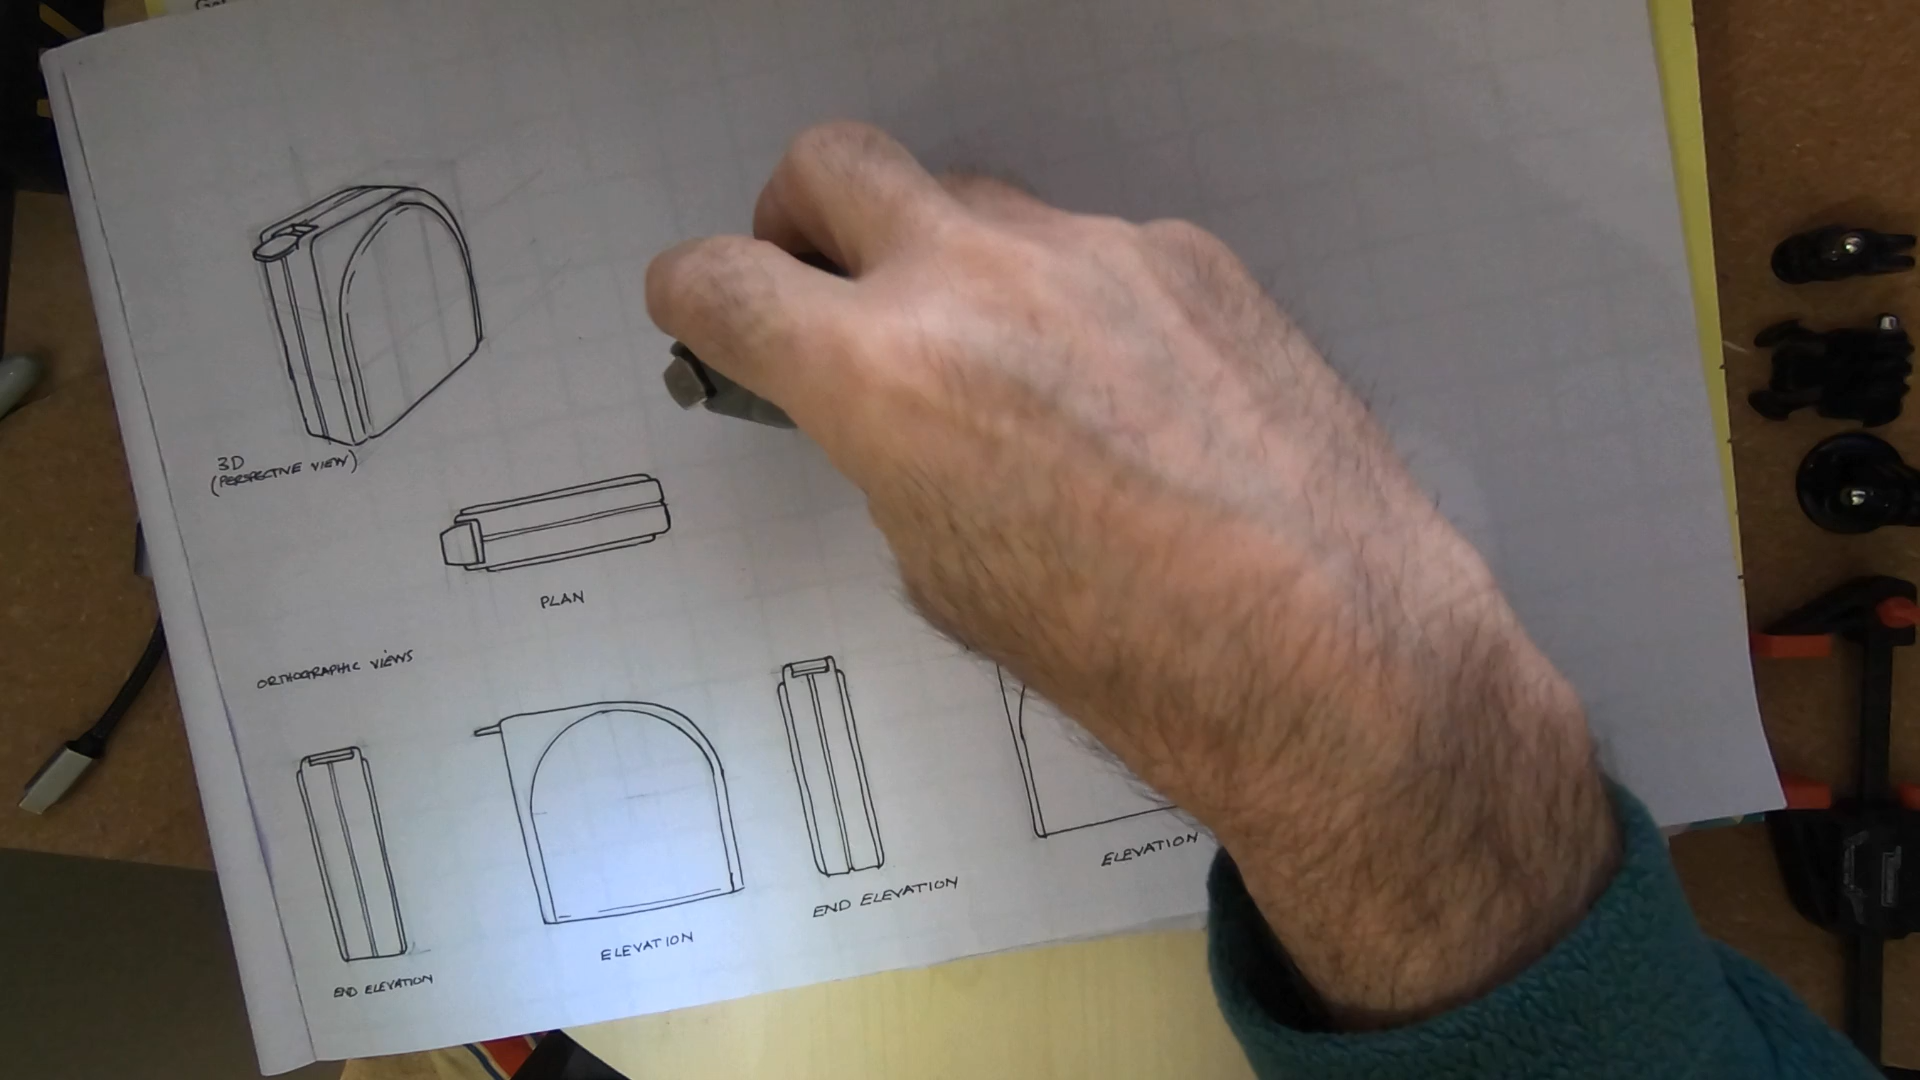 3D
(PERSPECTIVE VIEW)
PLAN
ORTHOGRAPHIC VIEWS
END ELEVATION
ELEVATION
END ELEVATION
ELEVATION